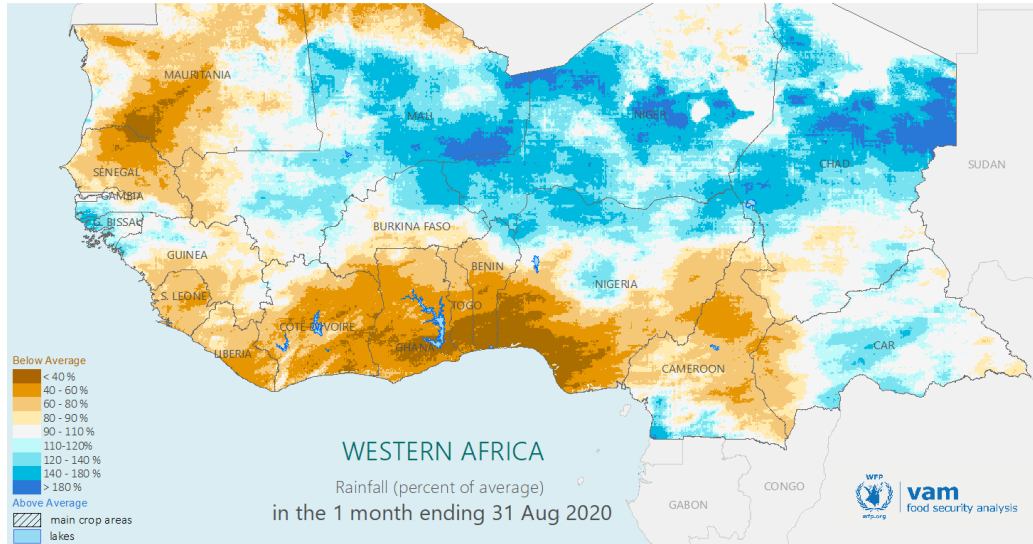 MAURITANIA
MALI
NIGER
CHAD
SUDAN
SENEGAL
GAMBIA
G. BISSAU
BURKINA FASO
GUINEA
BENIN
NIGERIA
S. LEONE
TOGO
COTE D'IVOIRE
GHANA
LIBERIA
CAR
CAMEROON
GABON
CONGO
Below Average
< 40 %
40 - 60 %
60 - 80 %
80 - 90 %
90 - 110 %
110-120%
120 - 140 %
140 - 180 %
> 180 %
Above Average
main crop areas
lakes
WESTERN AFRICA
Rainfall (percent of average)
in the 1 month ending 31 Aug 2020
WFP
wfp.org
vam
food security analysis